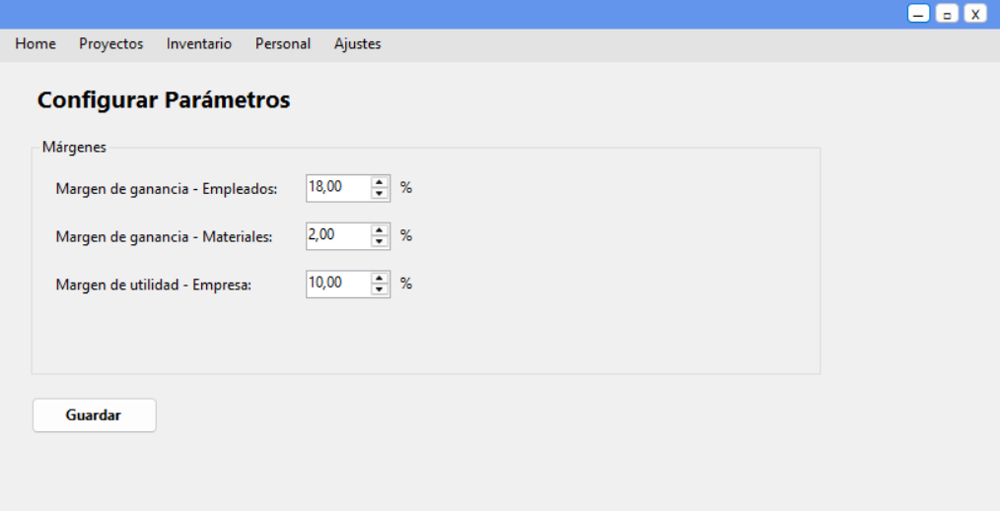 Home Proyectos Inventario Personal Ajustes
Configurar Parámetros
Márgenes
Margen de ganancia - Empleados: 18,00 %
Margen de ganancia - Materiales: 2,00 %
Margen de utilidad - Empresa: 10,00 %
Guardar